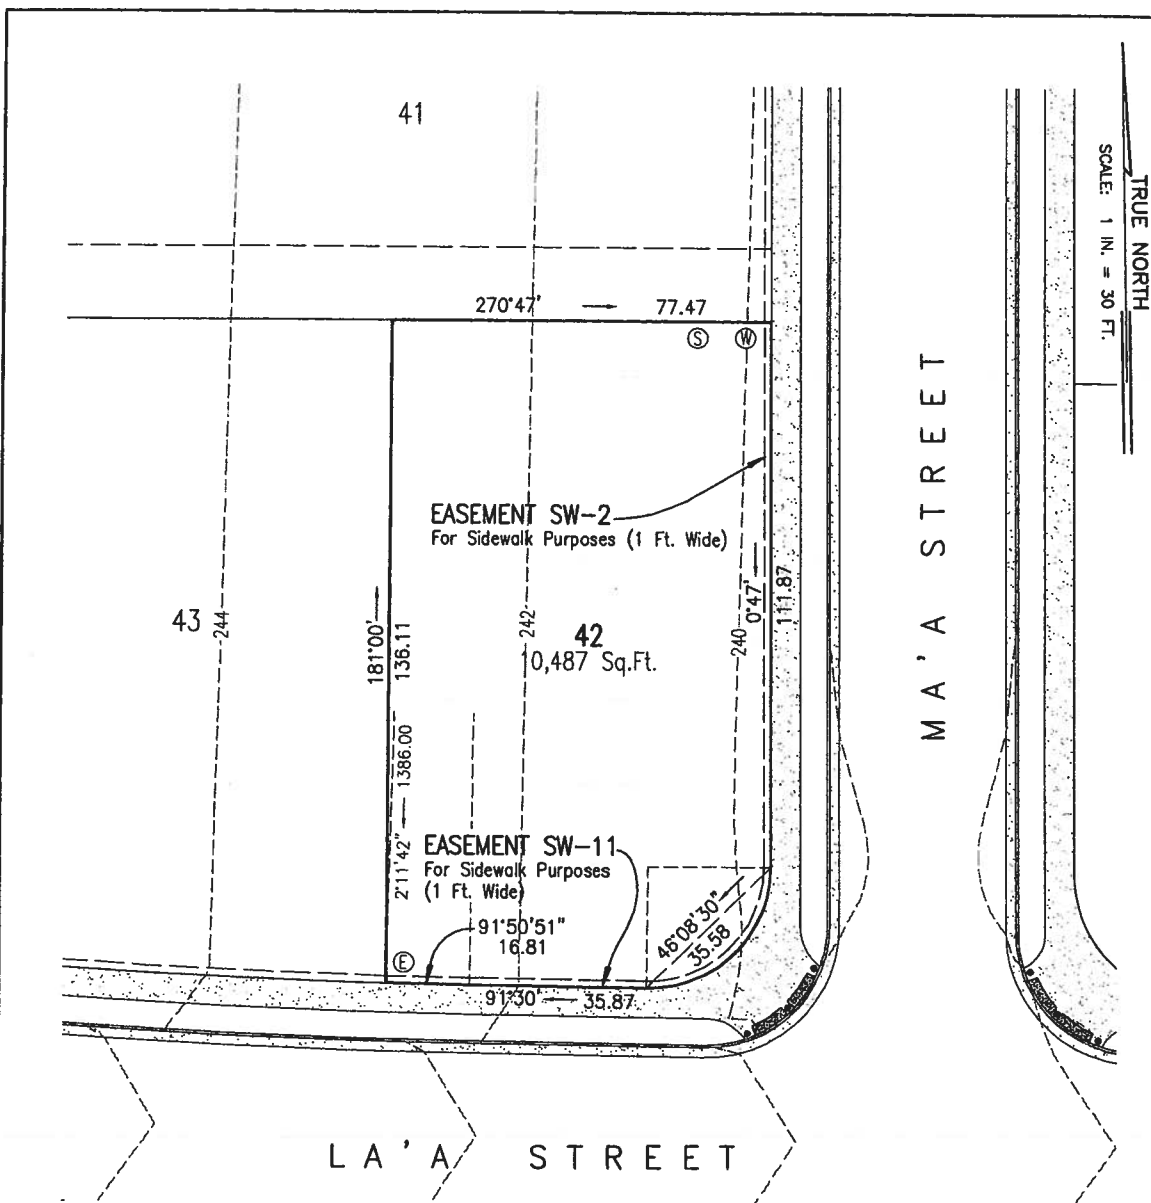 TRUE NORTH
SCALE: 1 IN. = 30 FT.
41
270°47' 77.47
S
W
MA'A STREET
EASEMENT SW-2
For Sidewalk Purposes (1 Ft. Wide)
0°47'
111.87
43
244
242
240
42
10,487 Sq.Ft.
181°00'
136.11
1386.00
2°11'42"
EASEMENT SW-11
For Sidewalk Purposes
(1 Ft. Wide)
91°50'51"
16.81
46°08'30"
35.58
E
91°30' 35.87
LA'A STREET